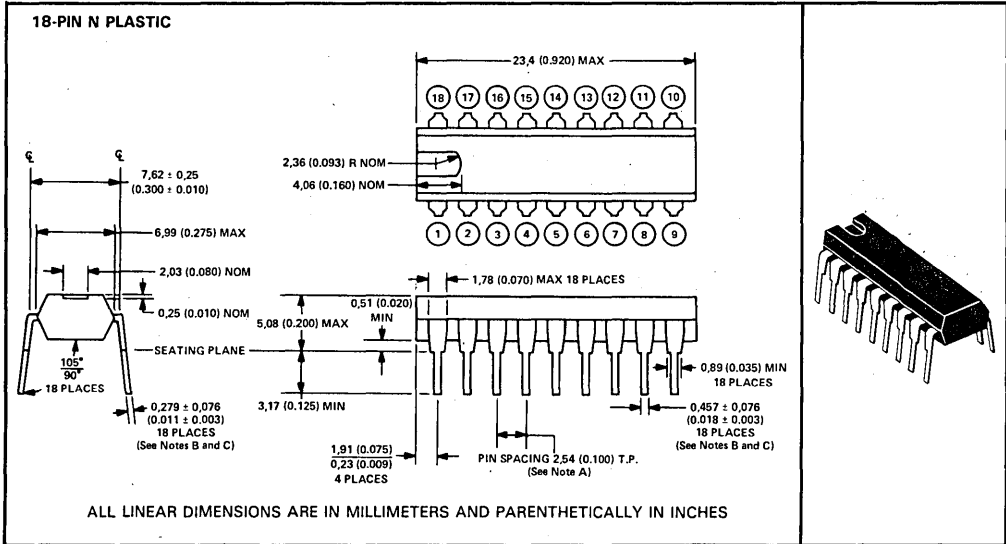 18-PIN N PLASTIC
23,4 (0.920) MAX
18 17 16 15 14 13 12 11 10
℄ ℄
7,62 ± 0,25
(0.300 ± 0.010)
2,36 (0.093) R NOM
4,06 (0.160) NOM
6,99 (0.275) MAX
1 2 3 4 5 6 7 8 9
2,03 (0.080) NOM
1,78 (0.070) MAX 18 PLACES
0,51 (0.020)
MIN
0,25 (0.010) NOM
5,08 (0.200) MAX
SEATING PLANE
105°
90°
18 PLACES
0,89 (0.035) MIN
18 PLACES
3,17 (0.125) MIN
0,279 ± 0,076
(0.011 ± 0.003)
18 PLACES
(See Notes B and C)
0,457 ± 0,076
(0.018 ± 0.003)
18 PLACES
(See Notes B and C)
1,91 (0.075)
0,23 (0.009)
4 PLACES
PIN SPACING 2,54 (0.100) T.P.
(See Note A)
ALL LINEAR DIMENSIONS ARE IN MILLIMETERS AND PARENTHETICALLY IN INCHES